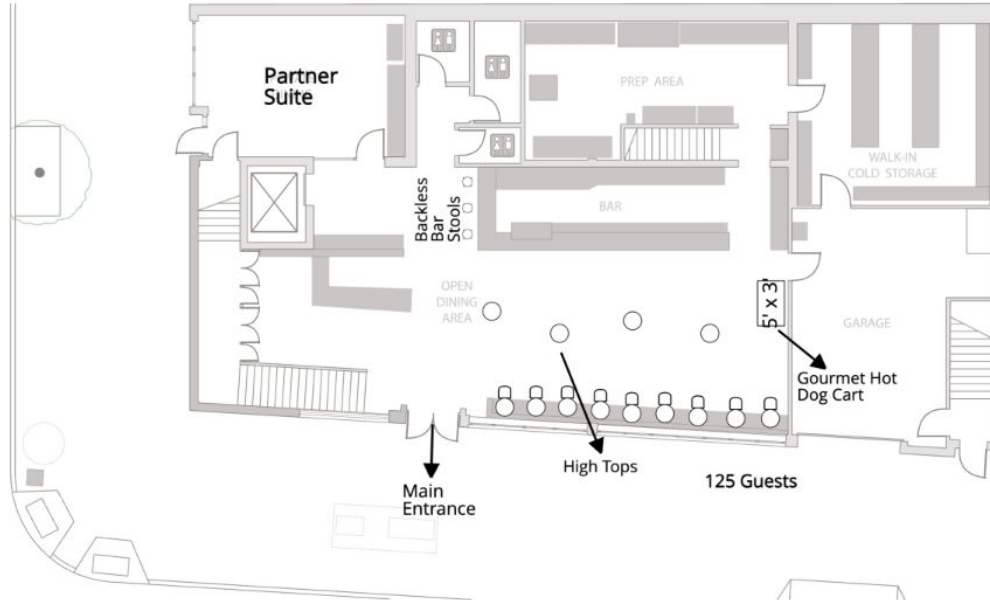 Partner
Suite
PREP AREA
WALK-IN
COLD STORAGE
Backless
Bar
Stools
BAR
OPEN
DINING
AREA
5' x 3'
GARAGE
Gourmet Hot
Dog Cart
High Tops
125 Guests
Main
Entrance